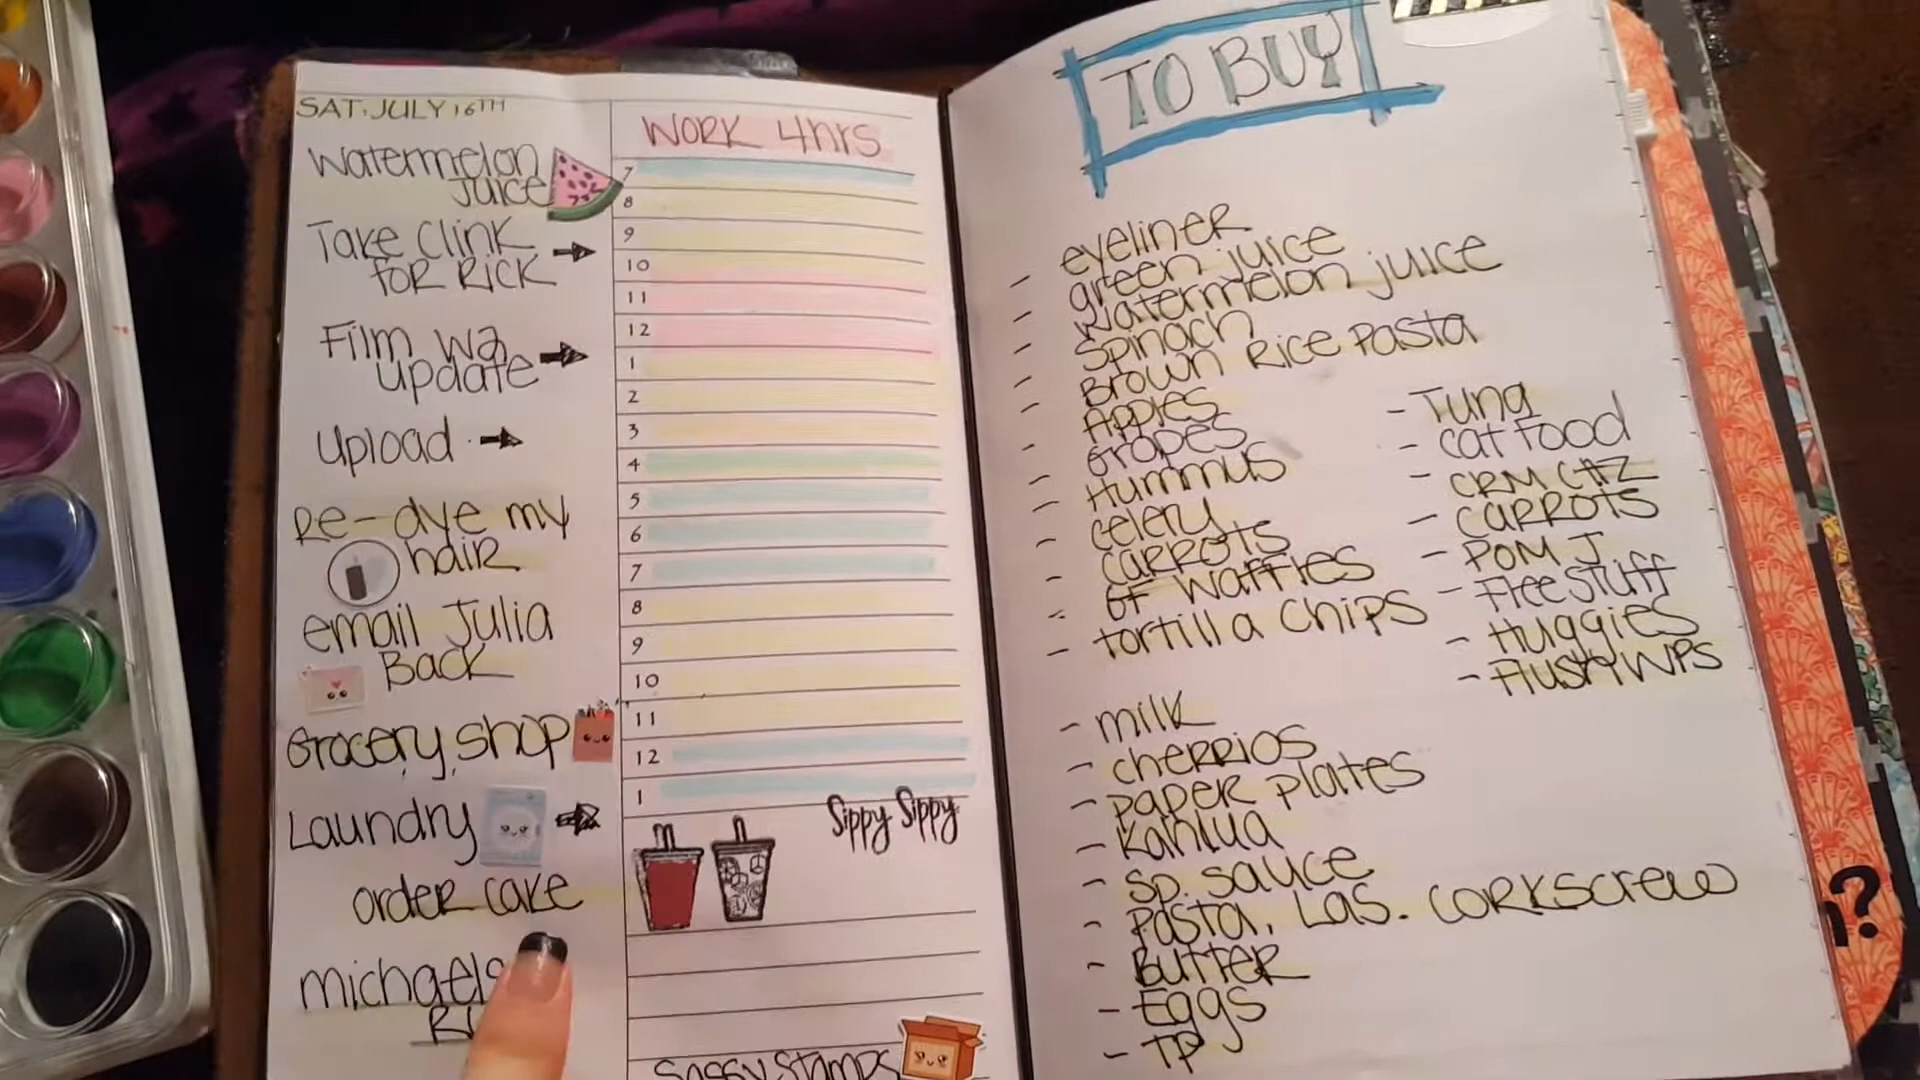 SAT. JULY 16TH
Watermelon
Juice
Take Clink
FOR RICK
Film wa
update
Upload
Re-dye my
hair
email Julia
Back
Grocery shop
Laundry
order cake
michaels
WORK 4hrs
7
8
9
10
11
12
1
2
3
4
5
6
7
8
9
10
11
12
1
Sippy Sippy
Sassy Stamps
TO BUY
- eyeliner
- green juice
- watermelon juice
- Spinach
- Brown Rice Pasta
- Apples
- Grapes
- Hummus
- Celery
- CARROTS
- GF Waffles
- tortilla chips
- Tuna
- cat food
- CRM CHZ
- CARROTS
- POM J
- Flee Stuff
- Huggies
- Flush WPS
- milk
- cherrios
- paper plates
- Kahlua
- sp. sauce
- Pasta, Las. corkscrew
- Butter
- Eggs
- TP
?